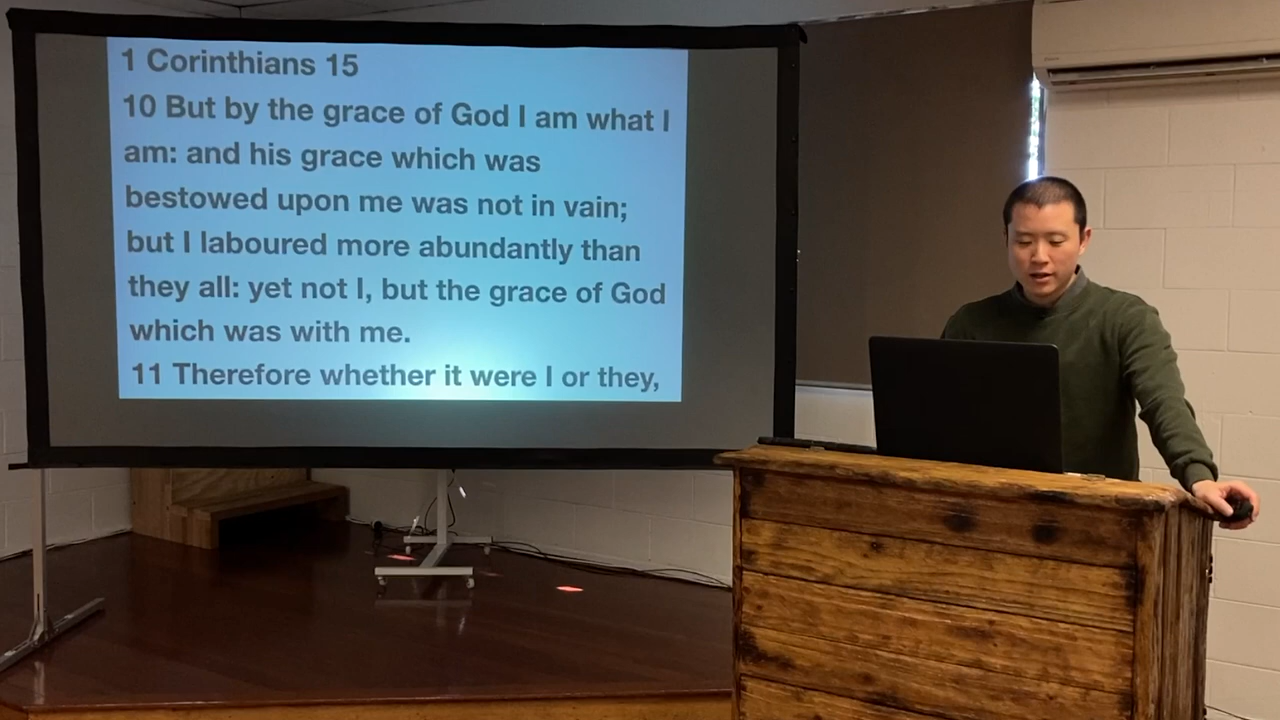 1 Corinthians 15
10 But by the grace of God I am what I
am: and his grace which was
bestowed upon me was not in vain;
but I laboured more abundantly than
they all: yet not I, but the grace of God
which was with me.
11 Therefore whether it were I or they,